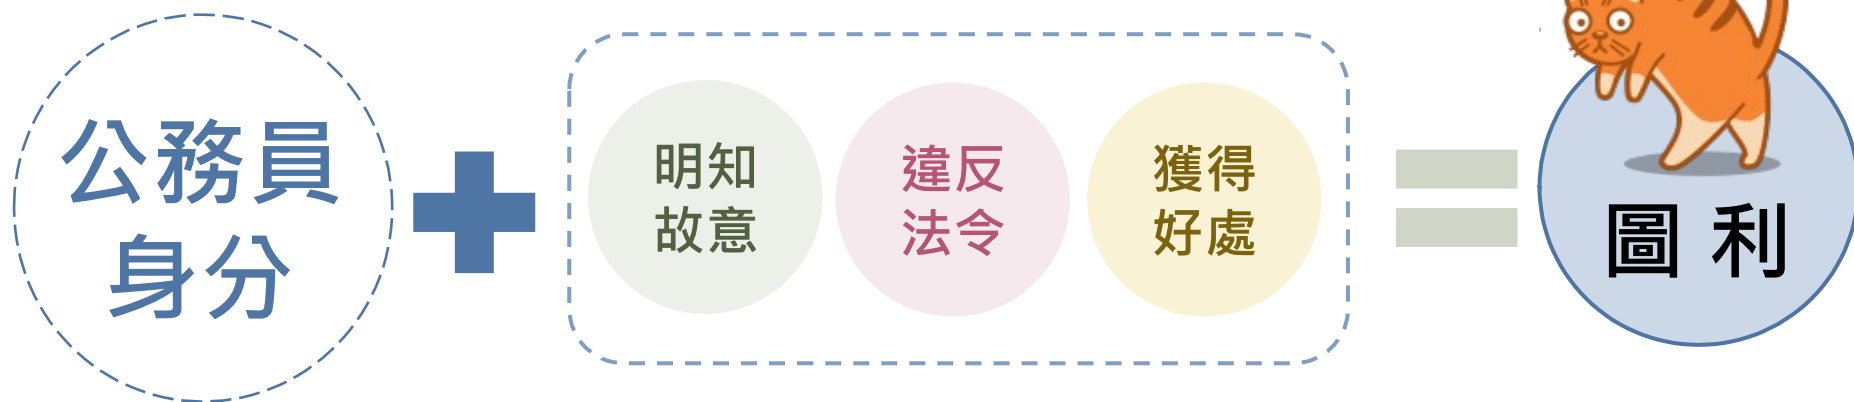 公務員
身分
明知
故意
違反
法令
獲得
好處
圖利